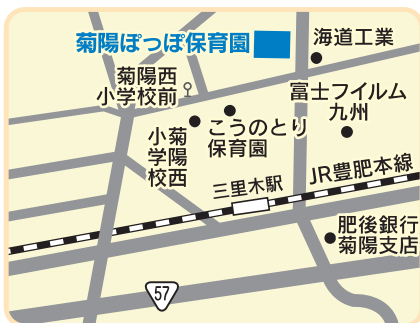 菊陽ぽっぽ保育園
海道工業
菊陽西
小学校前
富士フイルム
九州
こうのとり
保育園
菊陽西
小学校
三里木駅
JR豊肥本線
肥後銀行
菊陽支店
57